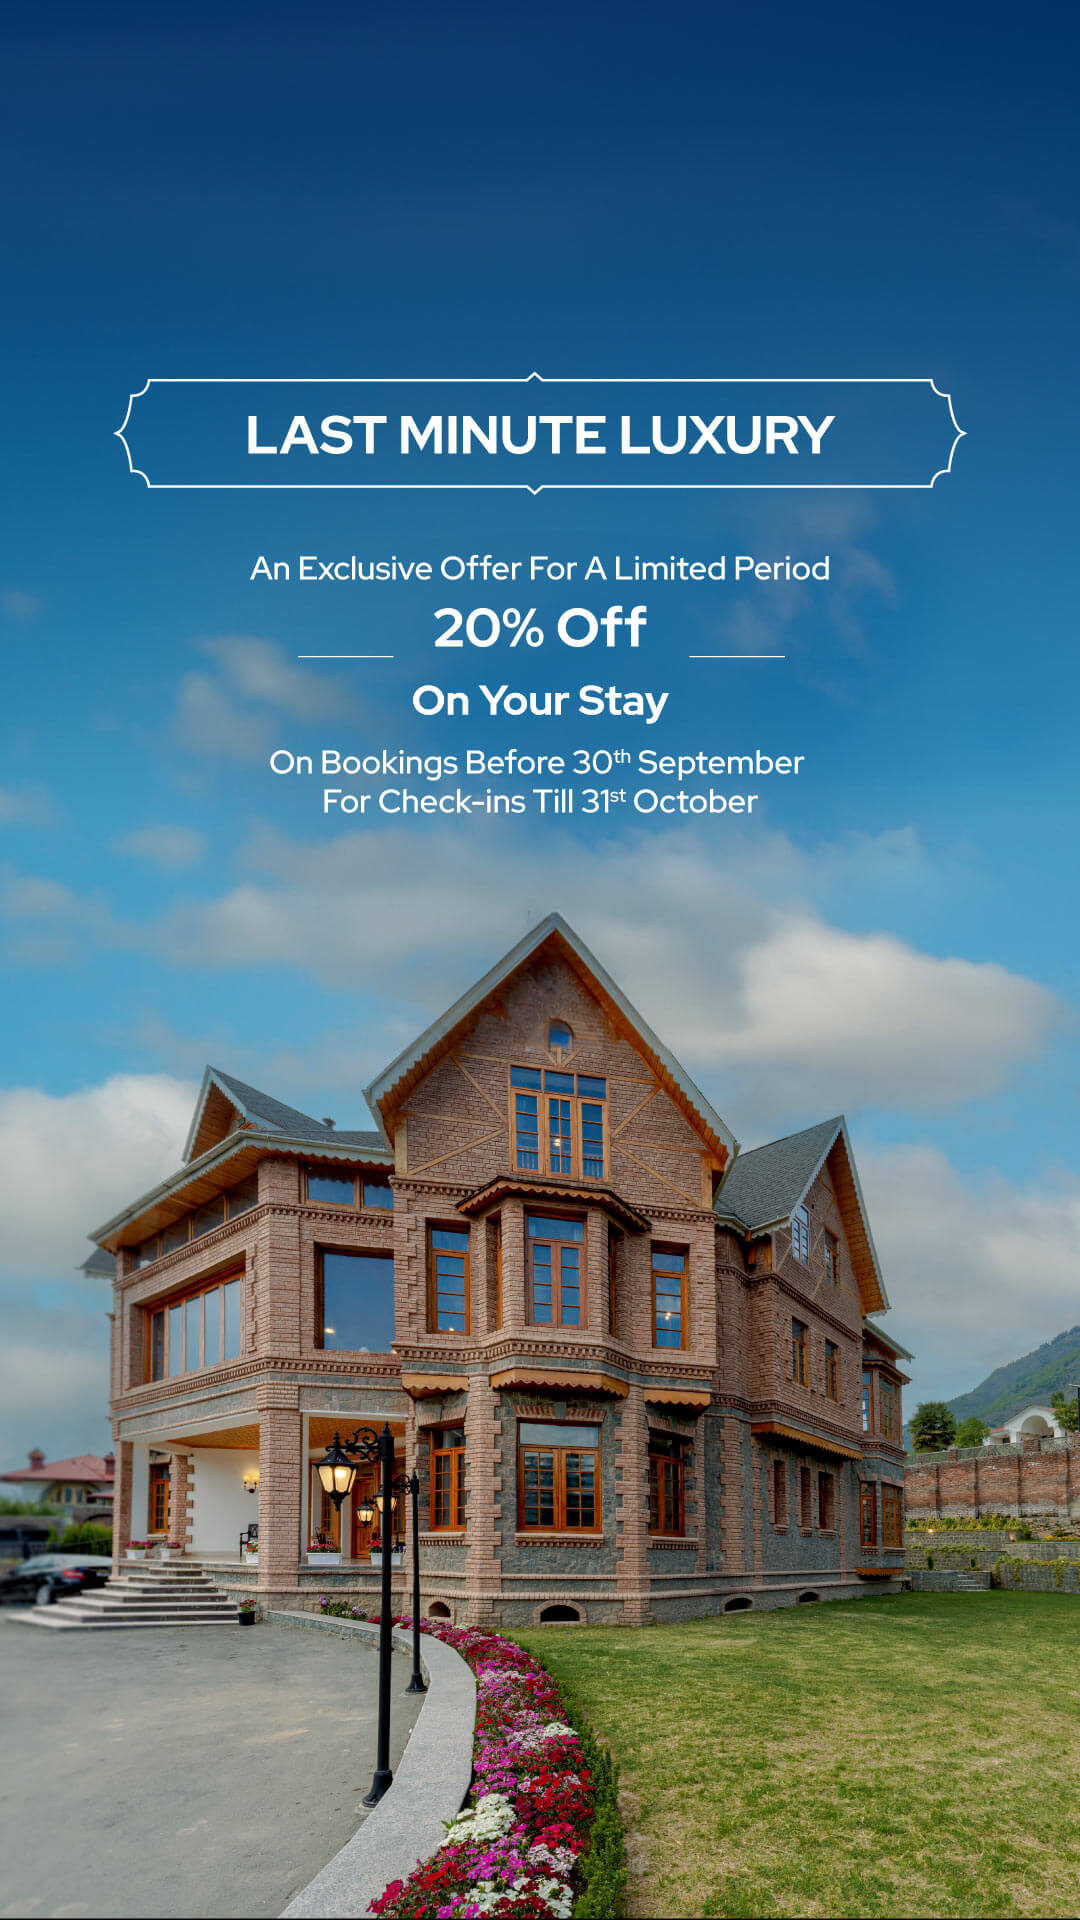 LAST MINUTE LUXURY
An Exclusive Offer For A Limited Period
20% Off
On Your Stay
On Bookings Before 30th September
For Check-ins Till 31st October